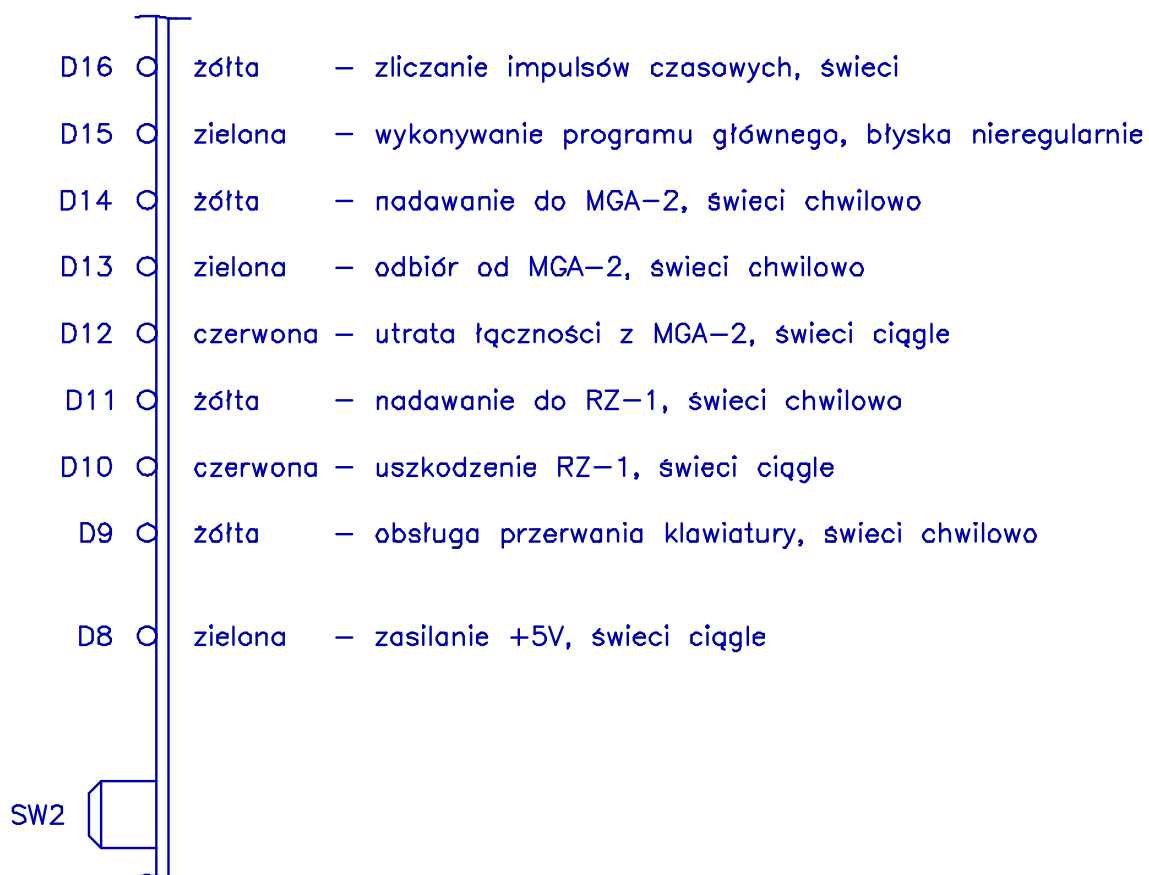 D16 żółta – zliczanie impulsów czasowych, świeci
D15 zielona – wykonywanie programu głównego, błyska nieregularnie
D14 żółta – nadawanie do MGA–2, świeci chwilowo
D13 zielona – odbiór od MGA–2, świeci chwilowo
D12 czerwona – utrata łączności z MGA–2, świeci ciągle
D11 żółta – nadawanie do RZ–1, świeci chwilowo
D10 czerwona – uszkodzenie RZ–1, świeci ciągle
D9 żółta – obsługa przerwania klawiatury, świeci chwilowo
D8 zielona – zasilanie +5V, świeci ciągle
SW2